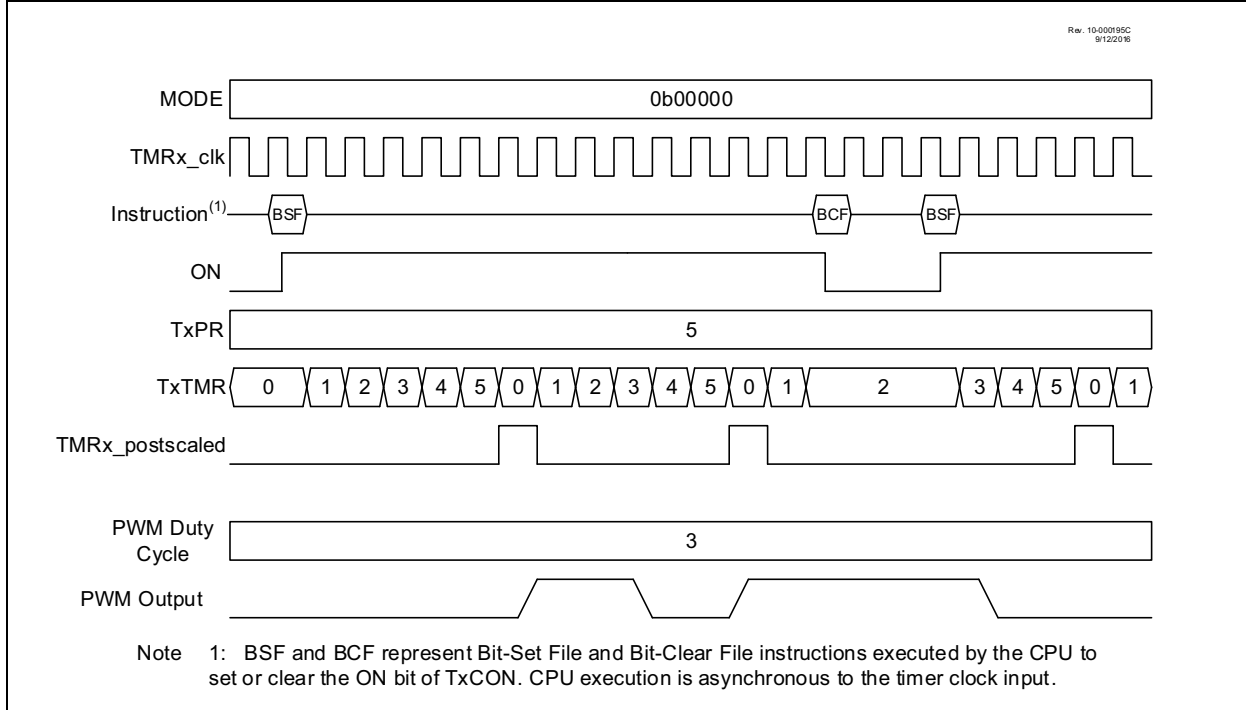 Rev. 10-000195C
9/12/2016
MODE 0b00000
TMRx_clk
Instruction(1) BSF BCF BSF
ON
TxPR 5
TxTMR 0 1 2 3 4 5 0 1 2 3 4 5 0 1 2 3 4 5 0 1
TMRx_postscaled
PWM Duty
Cycle
3
PWM Output
Note 1: BSF and BCF represent Bit-Set File and Bit-Clear File instructions executed by the CPU to
set or clear the ON bit of TxCON. CPU execution is asynchronous to the timer clock input.